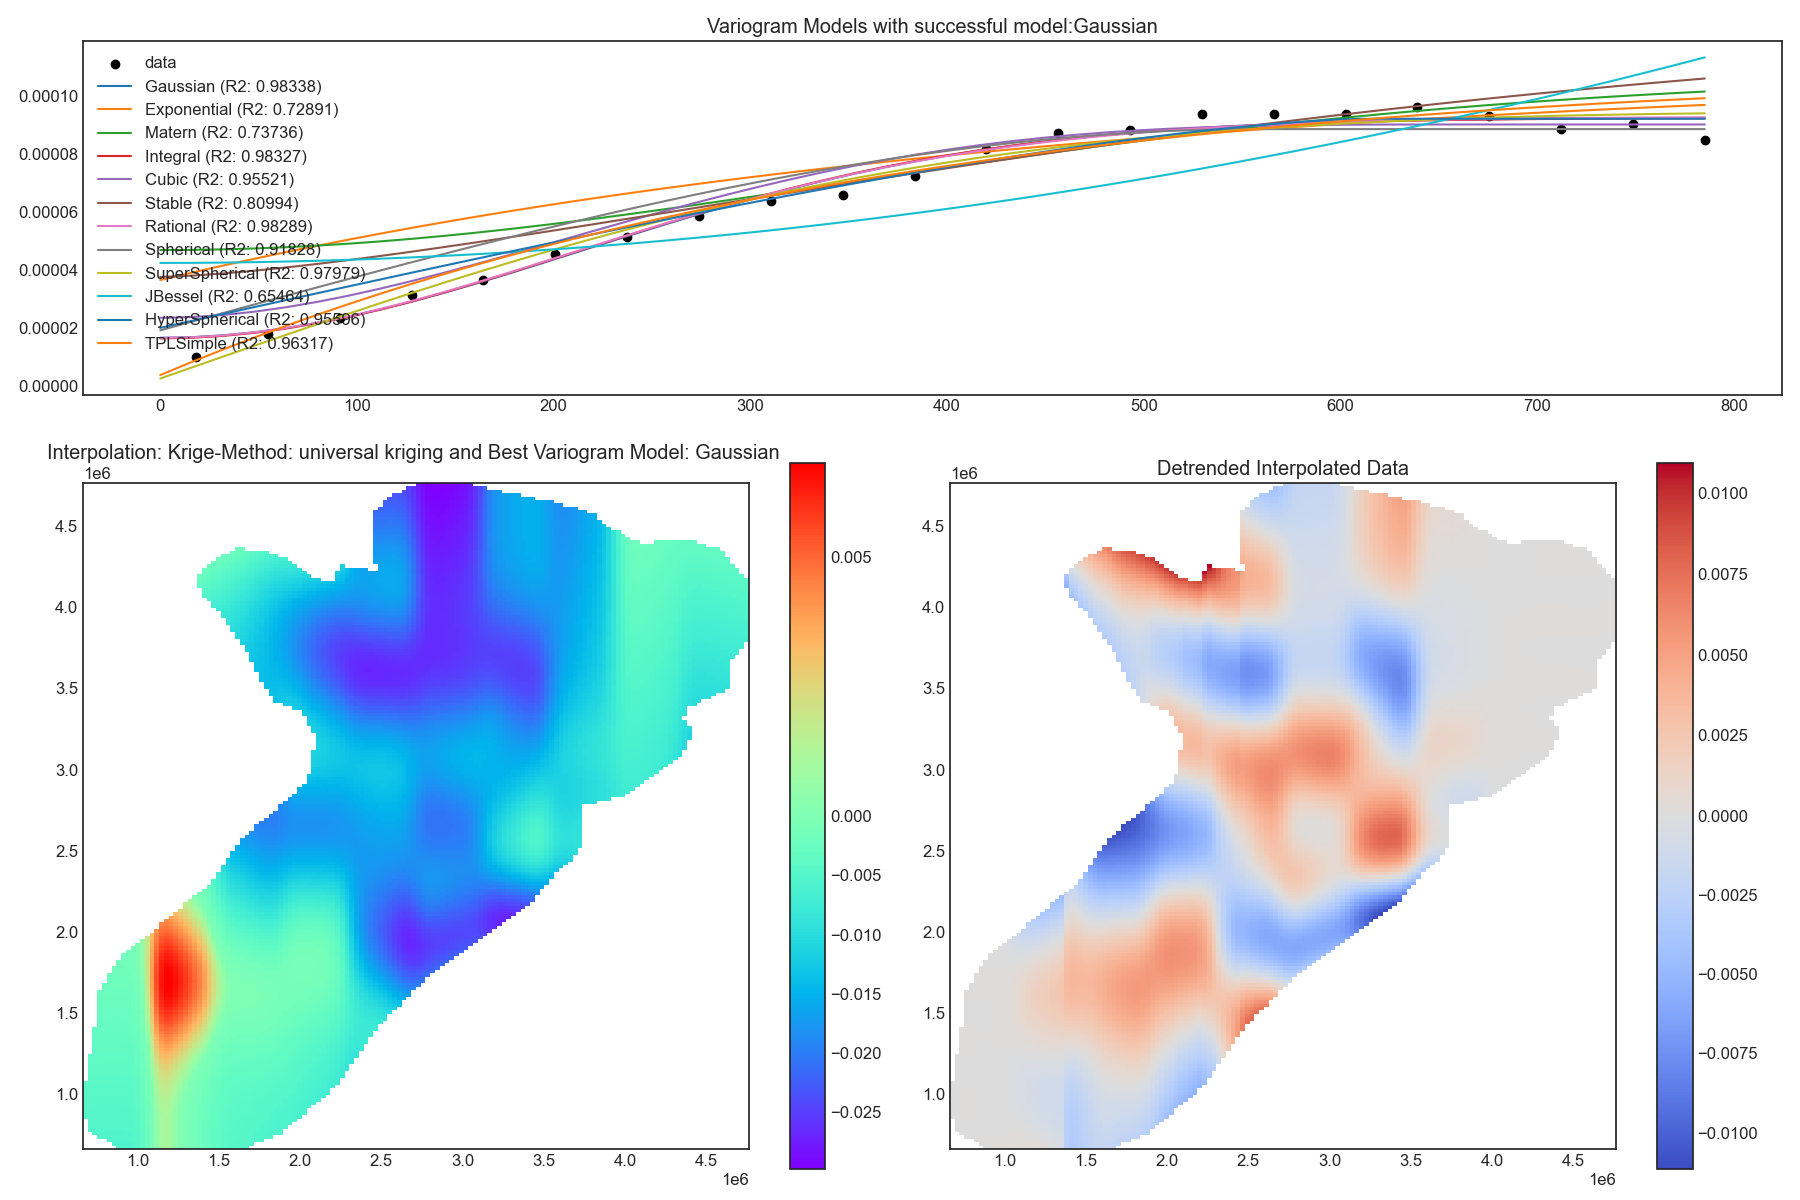 Variogram Models with successful model:Gaussian
data
Gaussian (R2: 0.98338)
Exponential (R2: 0.72891)
Matern (R2: 0.73736)
Integral (R2: 0.98327)
Cubic (R2: 0.95521)
Stable (R2: 0.80994)
Rational (R2: 0.98289)
Spherical (R2: 0.91828)
SuperSpherical (R2: 0.97979)
JBessel (R2: 0.65464)
HyperSpherical (R2: 0.95596)
TPLSimple (R2: 0.96317)
0.00010
0.00008
0.00006
0.00004
0.00002
0.00000
0 100 200 300 400 500 600 700 800
Interpolation: Krige-Method: universal kriging and Best Variogram Model: Gaussian
1e6
4.5
4.0
3.5
3.0
2.5
2.0
1.5
1.0
1.0 1.5 2.0 2.5 3.0 3.5 4.0 4.5
1e6
0.005
0.000
−0.005
−0.010
−0.015
−0.020
−0.025
Detrended Interpolated Data
1e6
4.5
4.0
3.5
3.0
2.5
2.0
1.5
1.0
1.0 1.5 2.0 2.5 3.0 3.5 4.0 4.5
1e6
0.0100
0.0075
0.0050
0.0025
0.0000
−0.0025
−0.0050
−0.0075
−0.0100